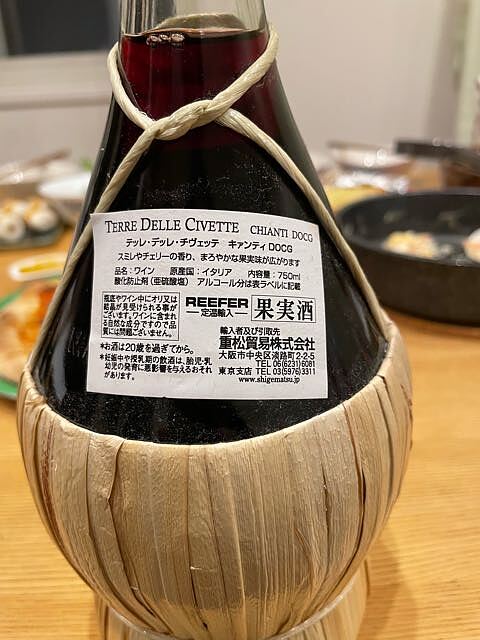 TERRE DELLE CIVETTE CHIANTI DOCG
テッレ・デッレ・チヴェッテ キャンティ DOCG
スミレやチェリーの香り、まろやかな果実味が広がります
品名：ワイン 原産国：イタリア 内容量：750ml
酸化防止剤（亜硫酸塩） アルコール分は表ラベルに記載
瓶底やワイン中にオリ又は
結晶が見受けられる事が
ございます。ワインに含まれ
る自然な成分ですので品
質には問題ございません。
REEFER
定温輸入
果実酒
*お酒は20歳を過ぎてから。
*妊娠中や授乳期の飲酒は、胎児・乳
幼児の発育に悪影響を与えるおそれ
があります。
輸入者及び引取先
重松貿易株式会社
大阪市中央区淡路町2-2-5
TEL 06(6231)6081
東京支店 TEL 03(5976)3311
www.shigematsu.jp